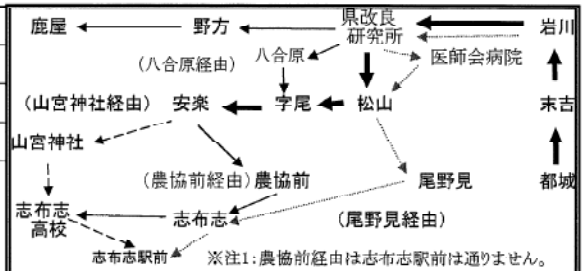 鹿屋 野方 県改良 岩川
研究所
八合原 医師会病院
(八合原経由)
(山宮神社経由) 安楽 字尾 松山 末吉
山宮神社
(農協前経由) 農協前 尾野見 都城
志布志 志布志 (尾野見経由)
高校
志布志駅前 ※注1:農協前経由は志布志駅前は通りません。